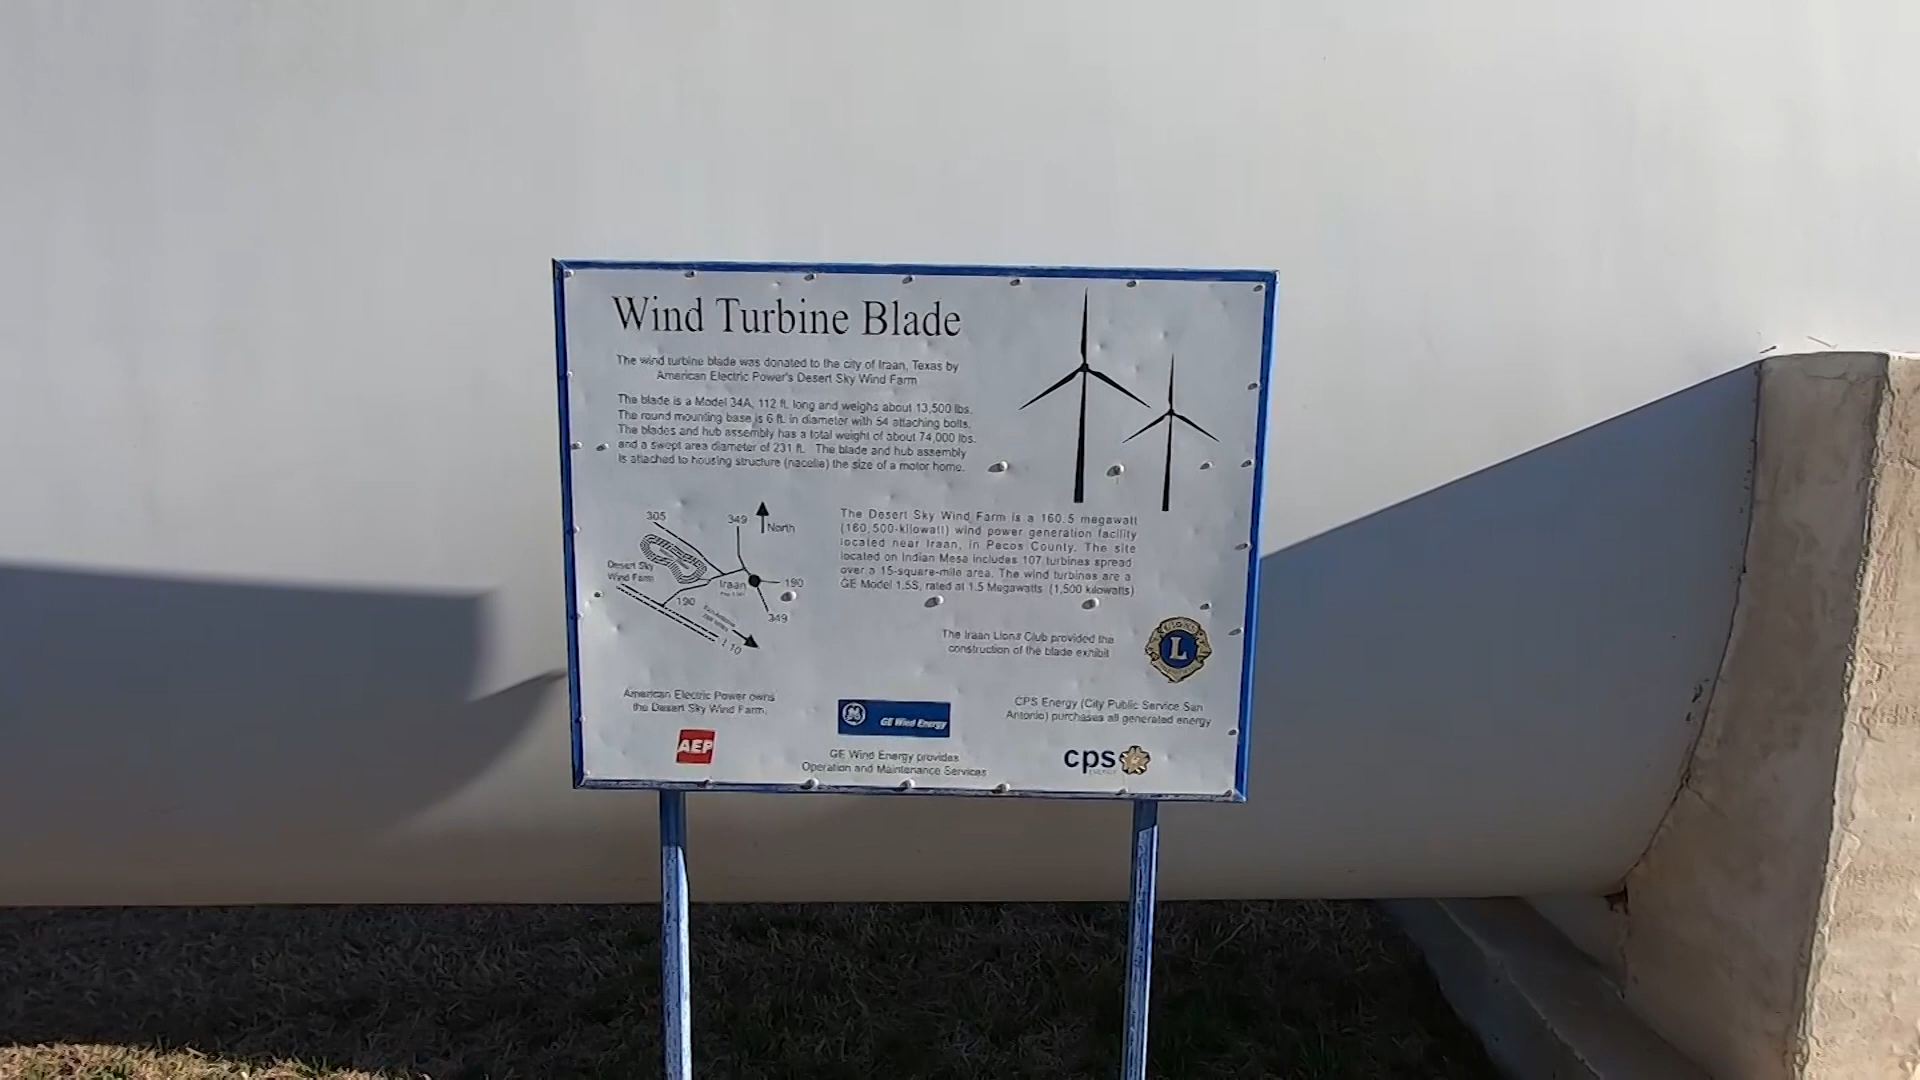 Wind Turbine Blade
The wind turbine blade was donated to the city of Iraan, Texas by
American Electric Power's Desert Sky Wind Farm
The blade is a Model 34A, 112 ft. long and weighs about 13,500 lbs.
The round mounting base is 6 ft. in diameter with 54 attaching bolts.
The blades and hub assembly has a total weight of about 74,000 lbs.
and a swept area diameter of 231 ft. The blade and hub assembly
is attached to housing structure (nacelle) the size of a motor home.
305
349
North
Desert Sky
Wind Farm
Iraan
190
190
349
I-10
The Desert Sky Wind Farm is a 160.5 megawatt
(160,500-kilowatt) wind power generation facility
located near Iraan, in Pecos County. The site
located on Indian Mesa includes 107 turbines spread
over a 15-square-mile area. The wind turbines are a
GE Model 1.5S, rated at 1.5 Megawatts (1,500 kilowatts)
The Iraan Lions Club provided the
construction of the blade exhibit
LIONS
L
American Electric Power owns
the Desert Sky Wind Farm.
AEP
GE Wind Energy
GE Wind Energy provides
Operation and Maintenance Services
CPS Energy (City Public Service San
Antonio) purchases all generated energy
cps
ENERGY